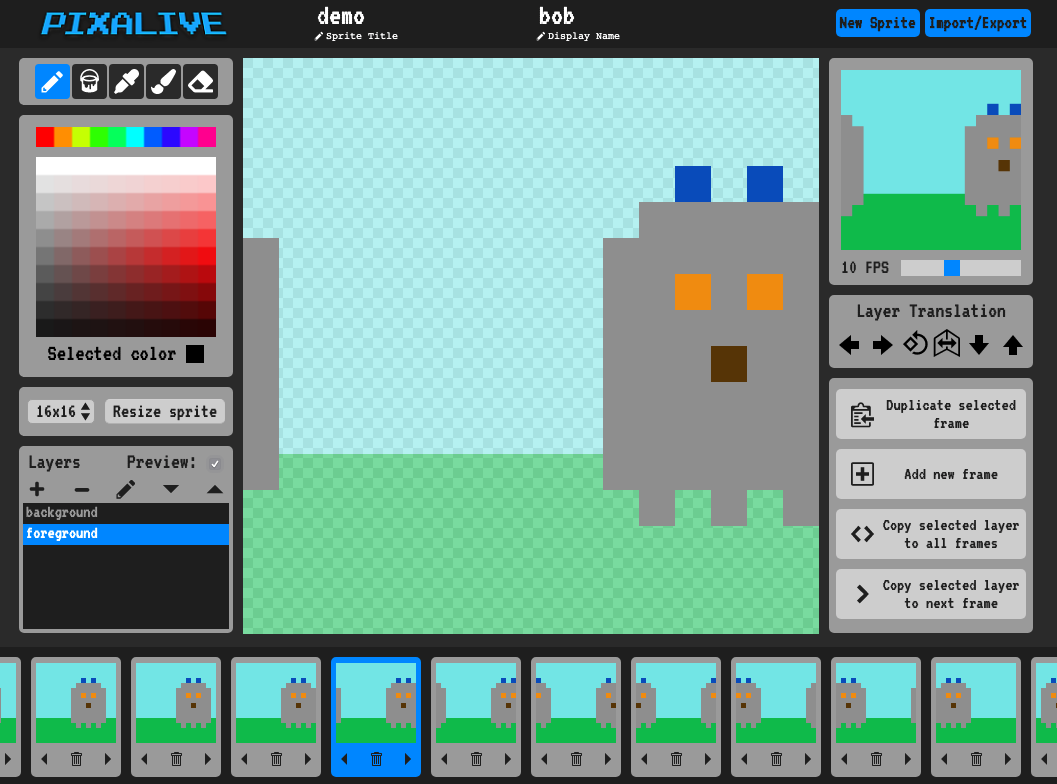 PIXALIVE
demo
Sprite Title
bob
Display Name
New Sprite
Import/Export
Selected color
16x16
Resize sprite
Layers
Preview:
background
foreground
10 FPS
Layer Translation
Duplicate selected
frame
Add new frame
Copy selected layer
to all frames
Copy selected layer
to next frame